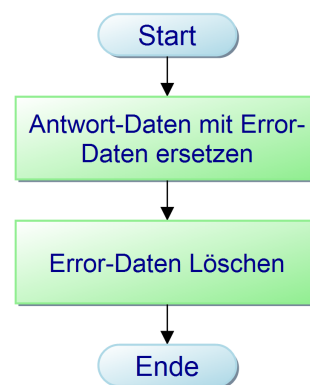 Start
Antwort-Daten mit Error-
Daten ersetzen
Error-Daten Löschen
Ende